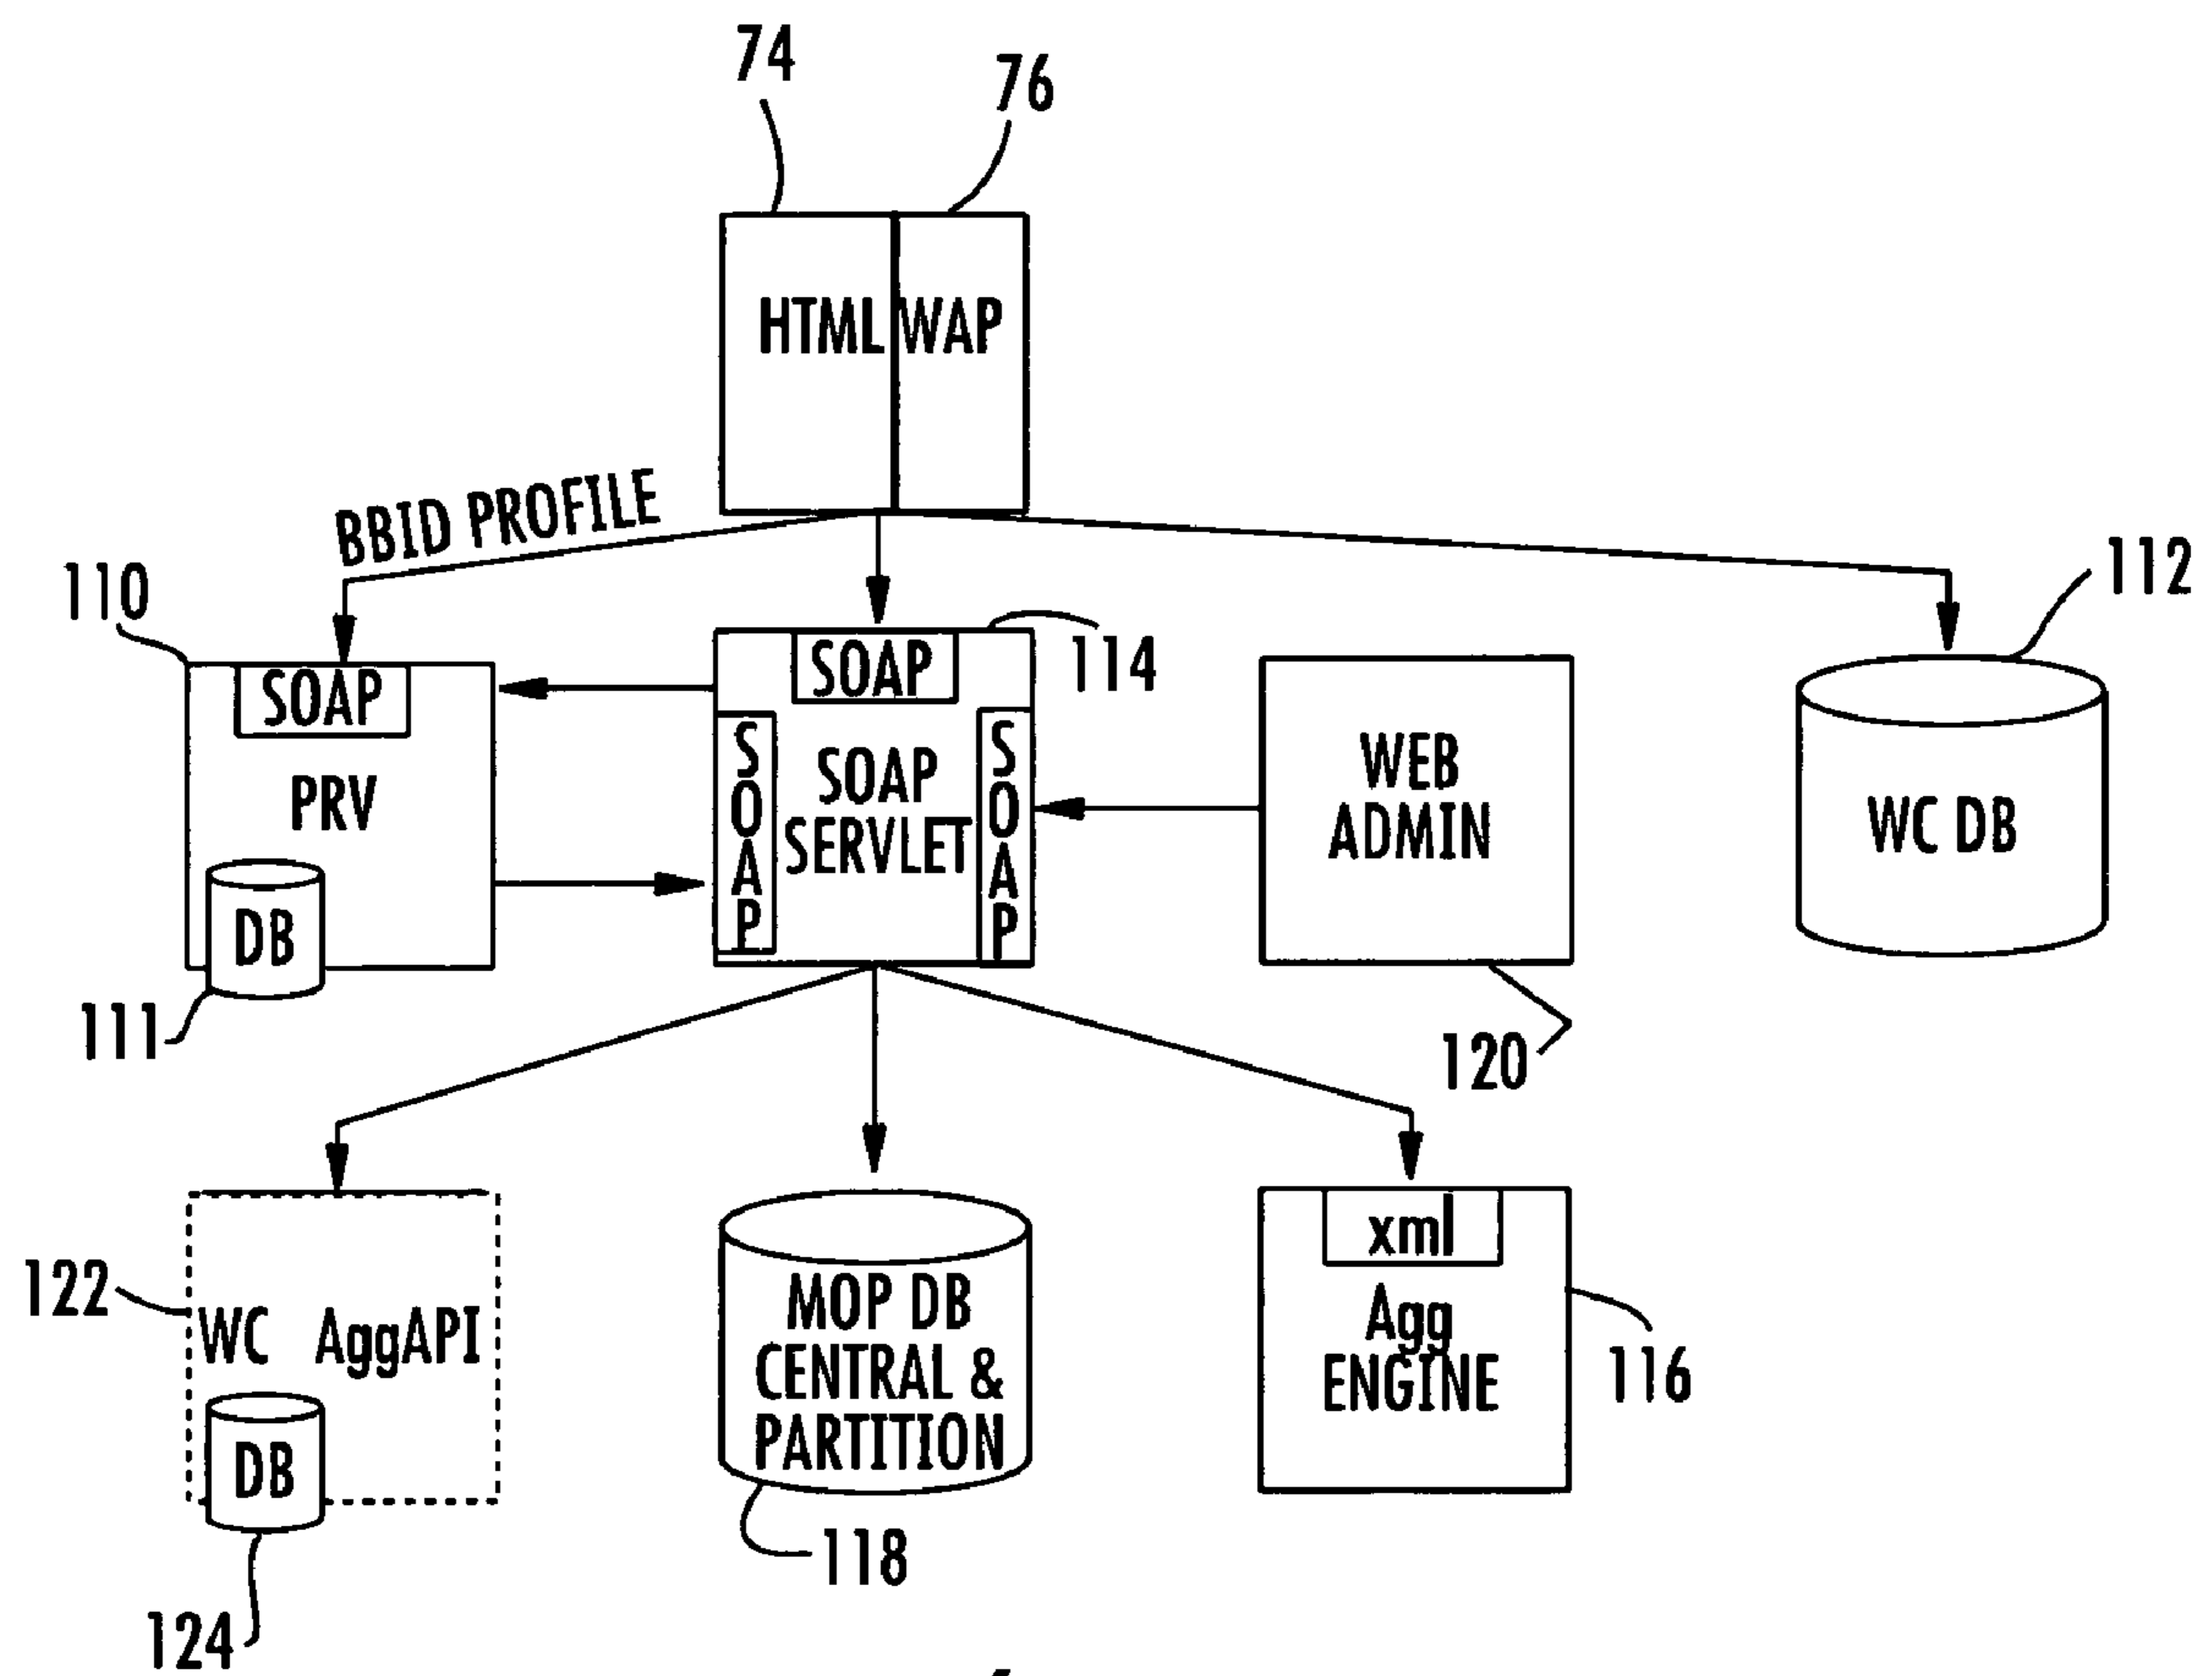 74
76
HTML WAP
BBID PROFILE
110
112
114
SOAP
SOAP
SOAP
SOAP
PRV
SOAP
SERVLET
WEB
ADMIN
WC DB
DB
111
120
122
WC AggAPI
DB
124
MOP DB
CENTRAL &
PARTITION
118
xml
Agg
ENGINE
116